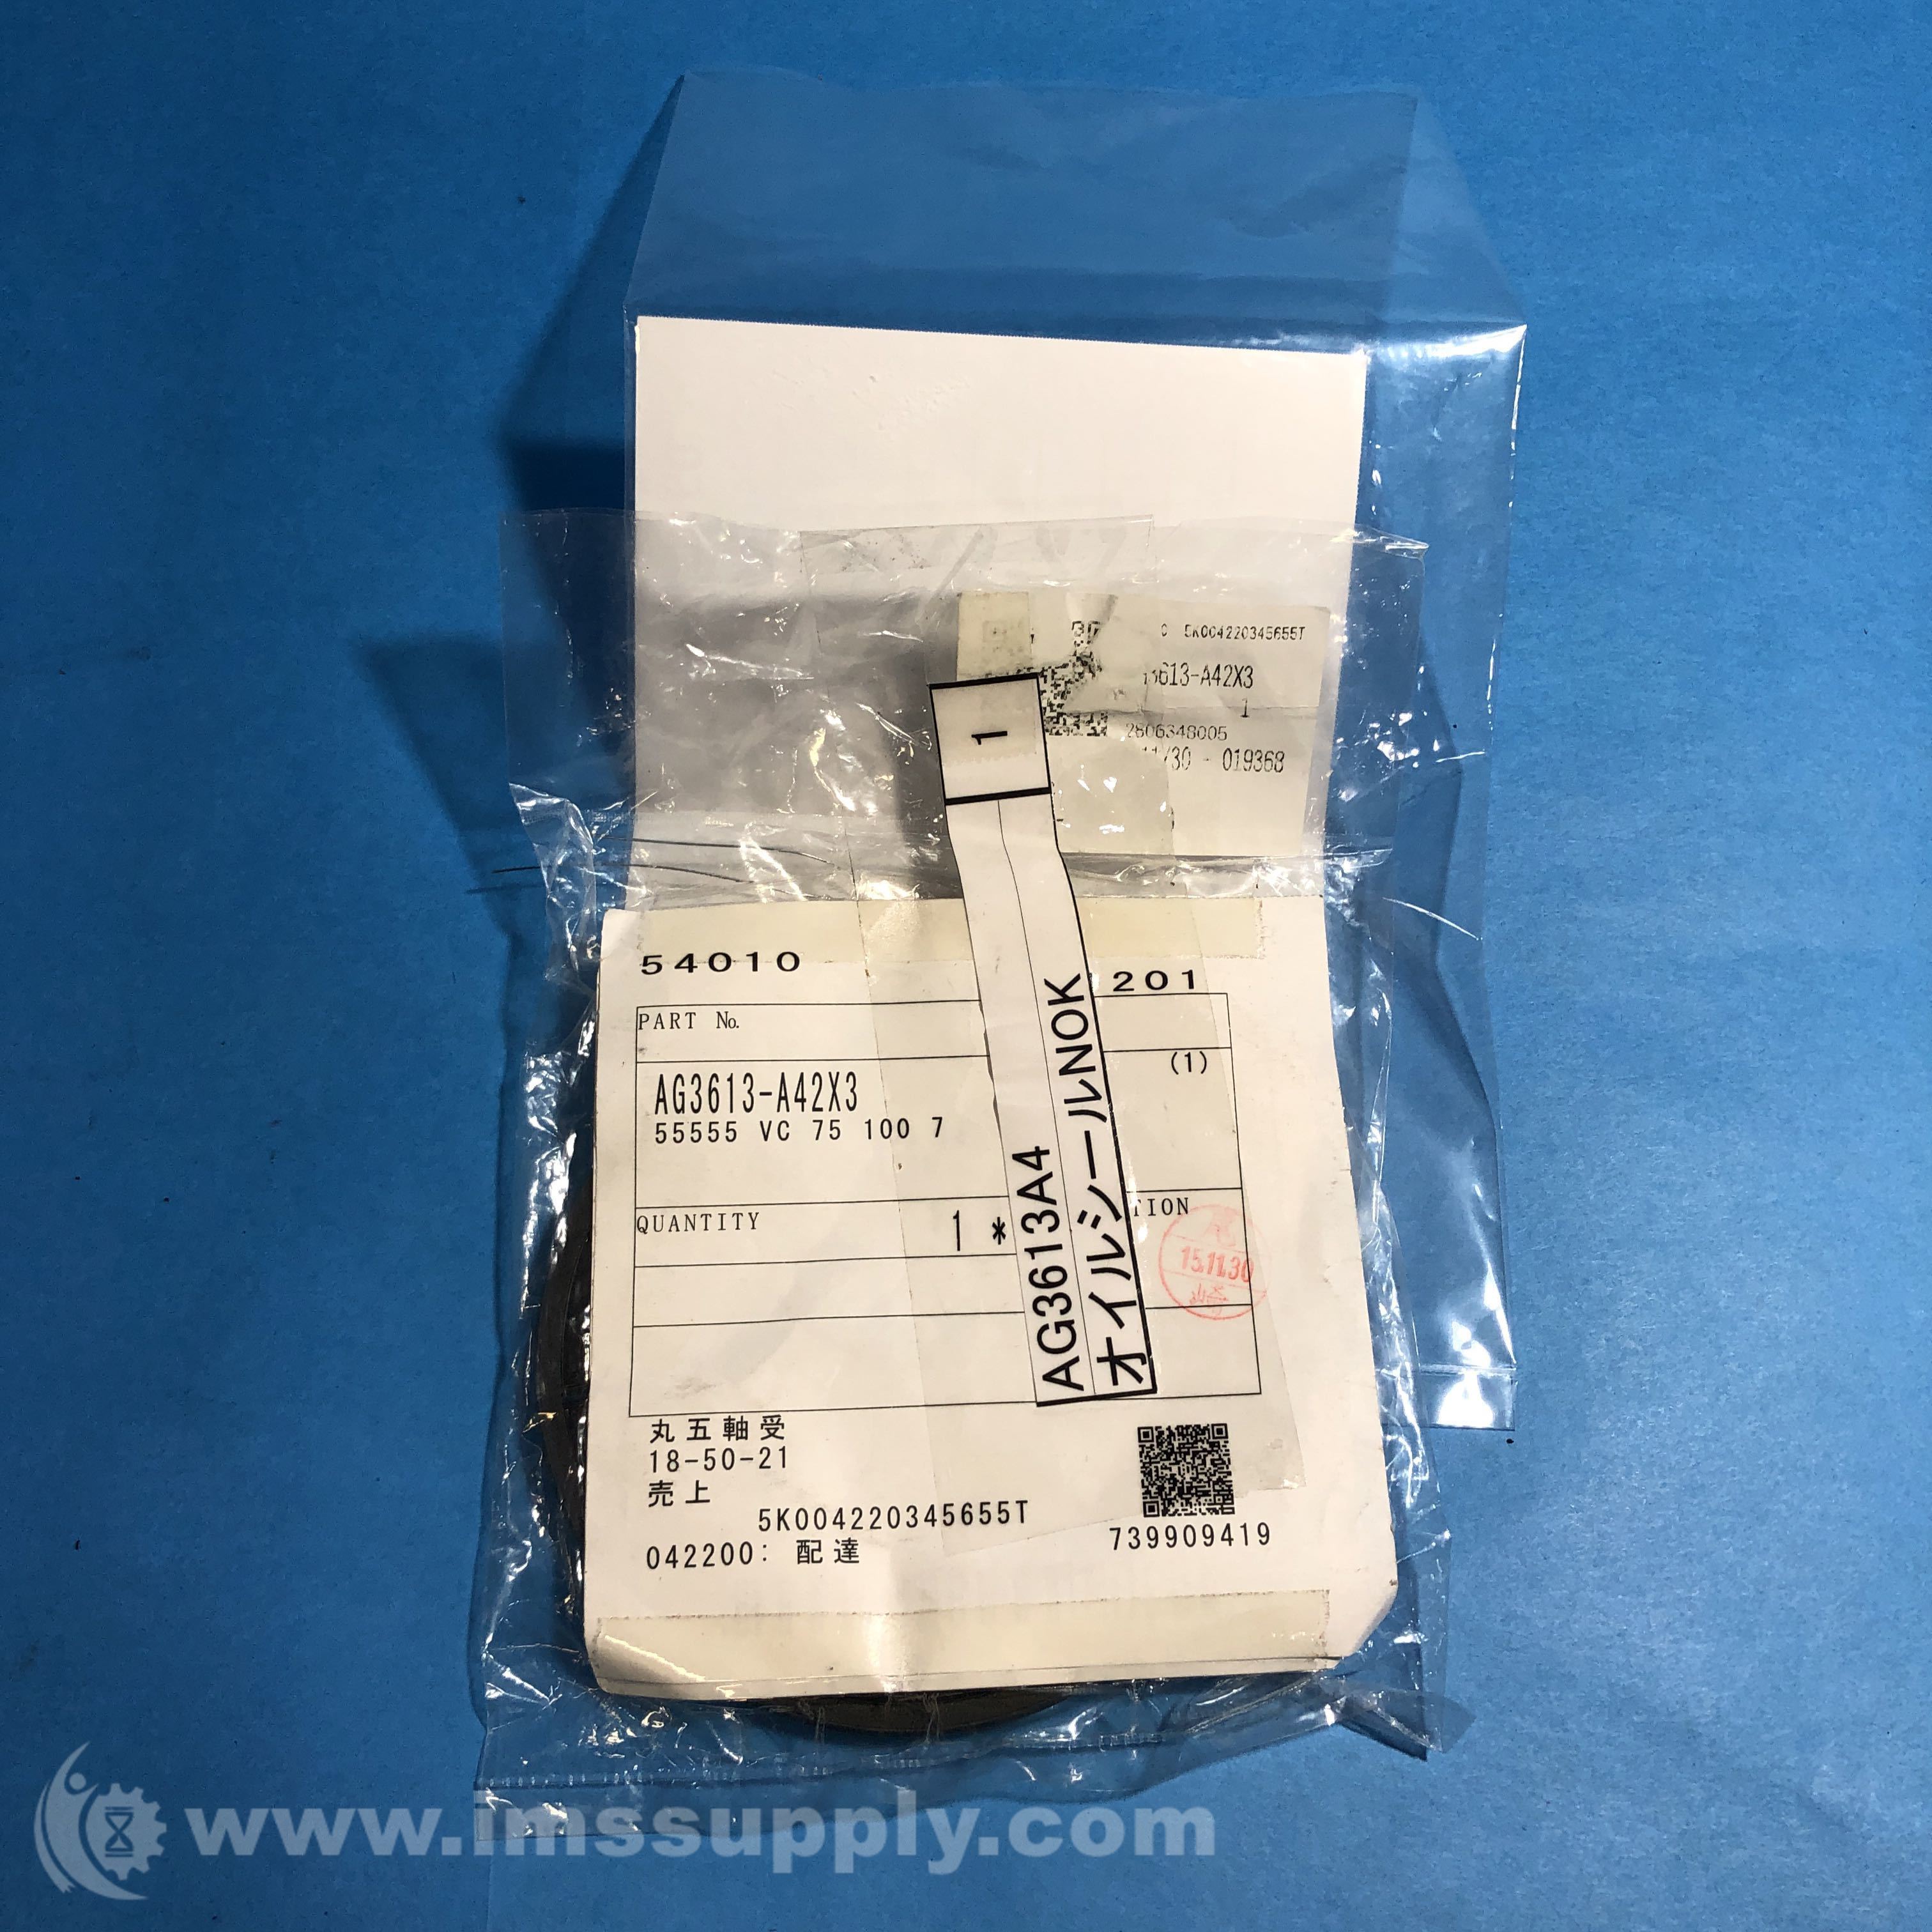 5K004220345655T
613-A42X3
1
2606348005
11/30 - 019368
1
AG3613A4
オイルシールNOK
54010
201
PART No.
(1)
AG3613-A42X3
55555 VC 75 100 7
QUANTITY
1 *
TION
15.11.30
丸五軸受
18-50-21
売上
5K004220345655T
042200: 配達
739909419
www.imssupply.com